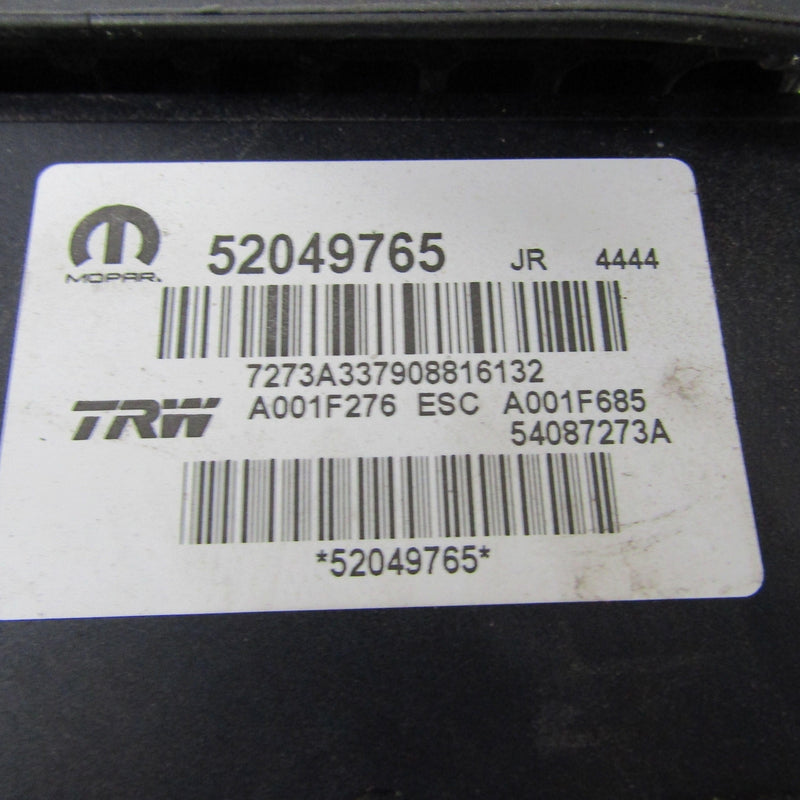 MOPAR.
52049765 JR 4444
7273A337908816132
TRW A001F276 ESC A001F685
54087273A
*52049765*